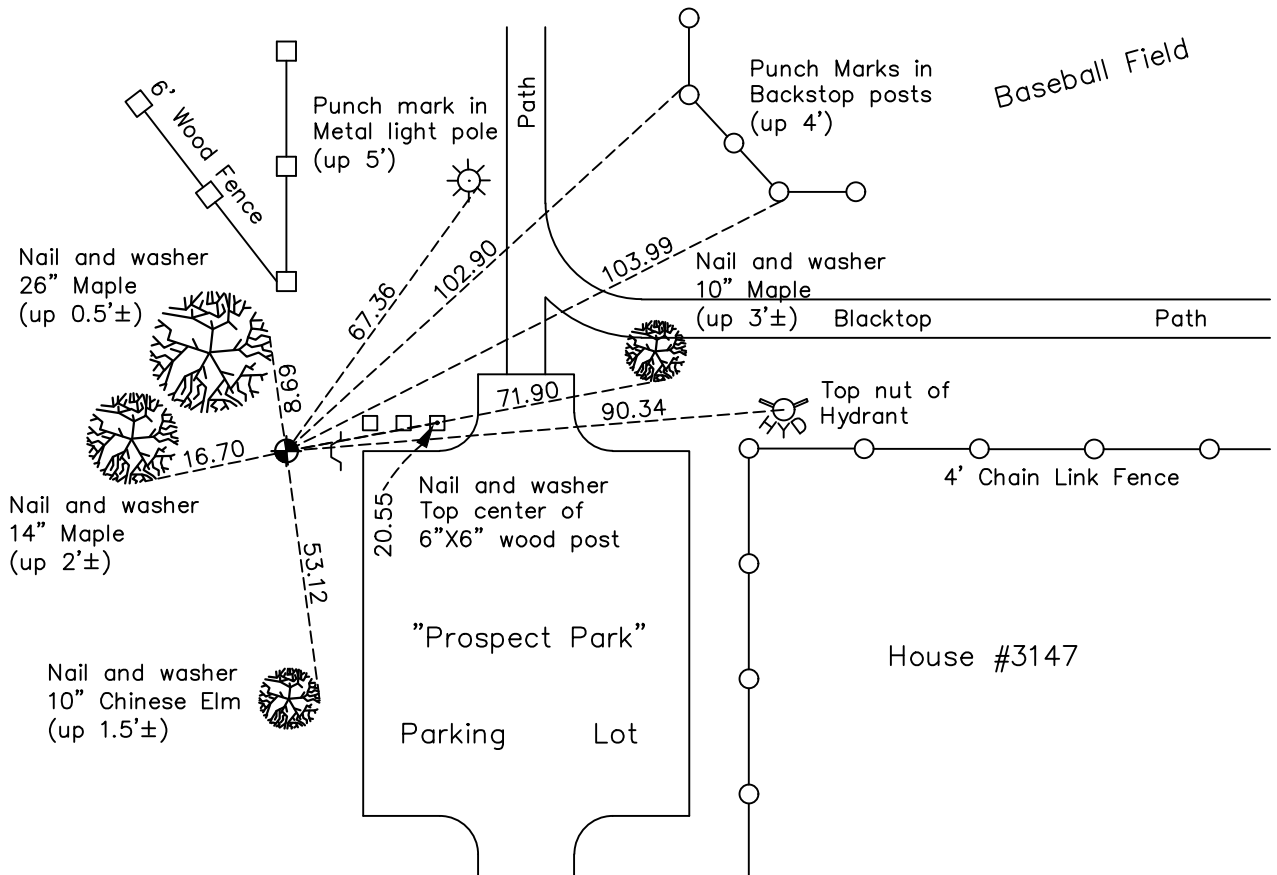 Punch Marks in
Backstop posts
(up 4')
Baseball Field
Path
6' Wood Fence
Punch mark in
Metal light pole
(up 5')
Nail and washer
26" Maple
(up 0.5'±)
67.36
102.90
103.99
Nail and washer
10" Maple
(up 3'±)
Blacktop
Path
8.69
71.90
90.34
Top nut of
Hydrant
HYD
16.70
4' Chain Link Fence
Nail and washer
14" Maple
(up 2'±)
20.55
Nail and washer
Top center of
6"X6" wood post
53.12
"Prospect Park"
House #3147
Nail and washer
10" Chinese Elm
(up 1.5'±)
Parking Lot